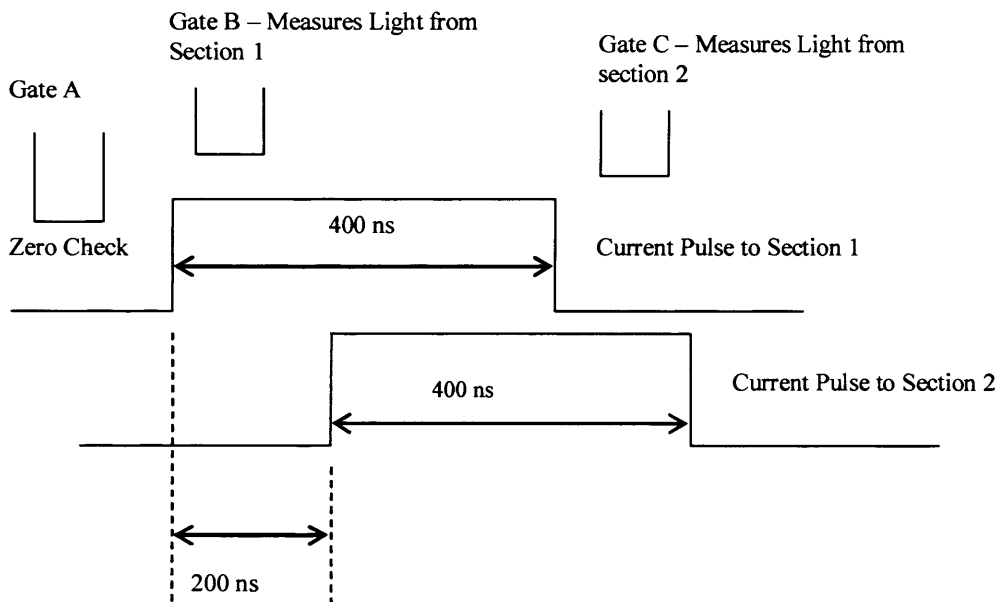 Gate B – Measures Light from
Section 1
Gate C – Measures Light from
section 2
Gate A
400 ns
Zero Check
Current Pulse to Section 1
400 ns
Current Pulse to Section 2
200 ns